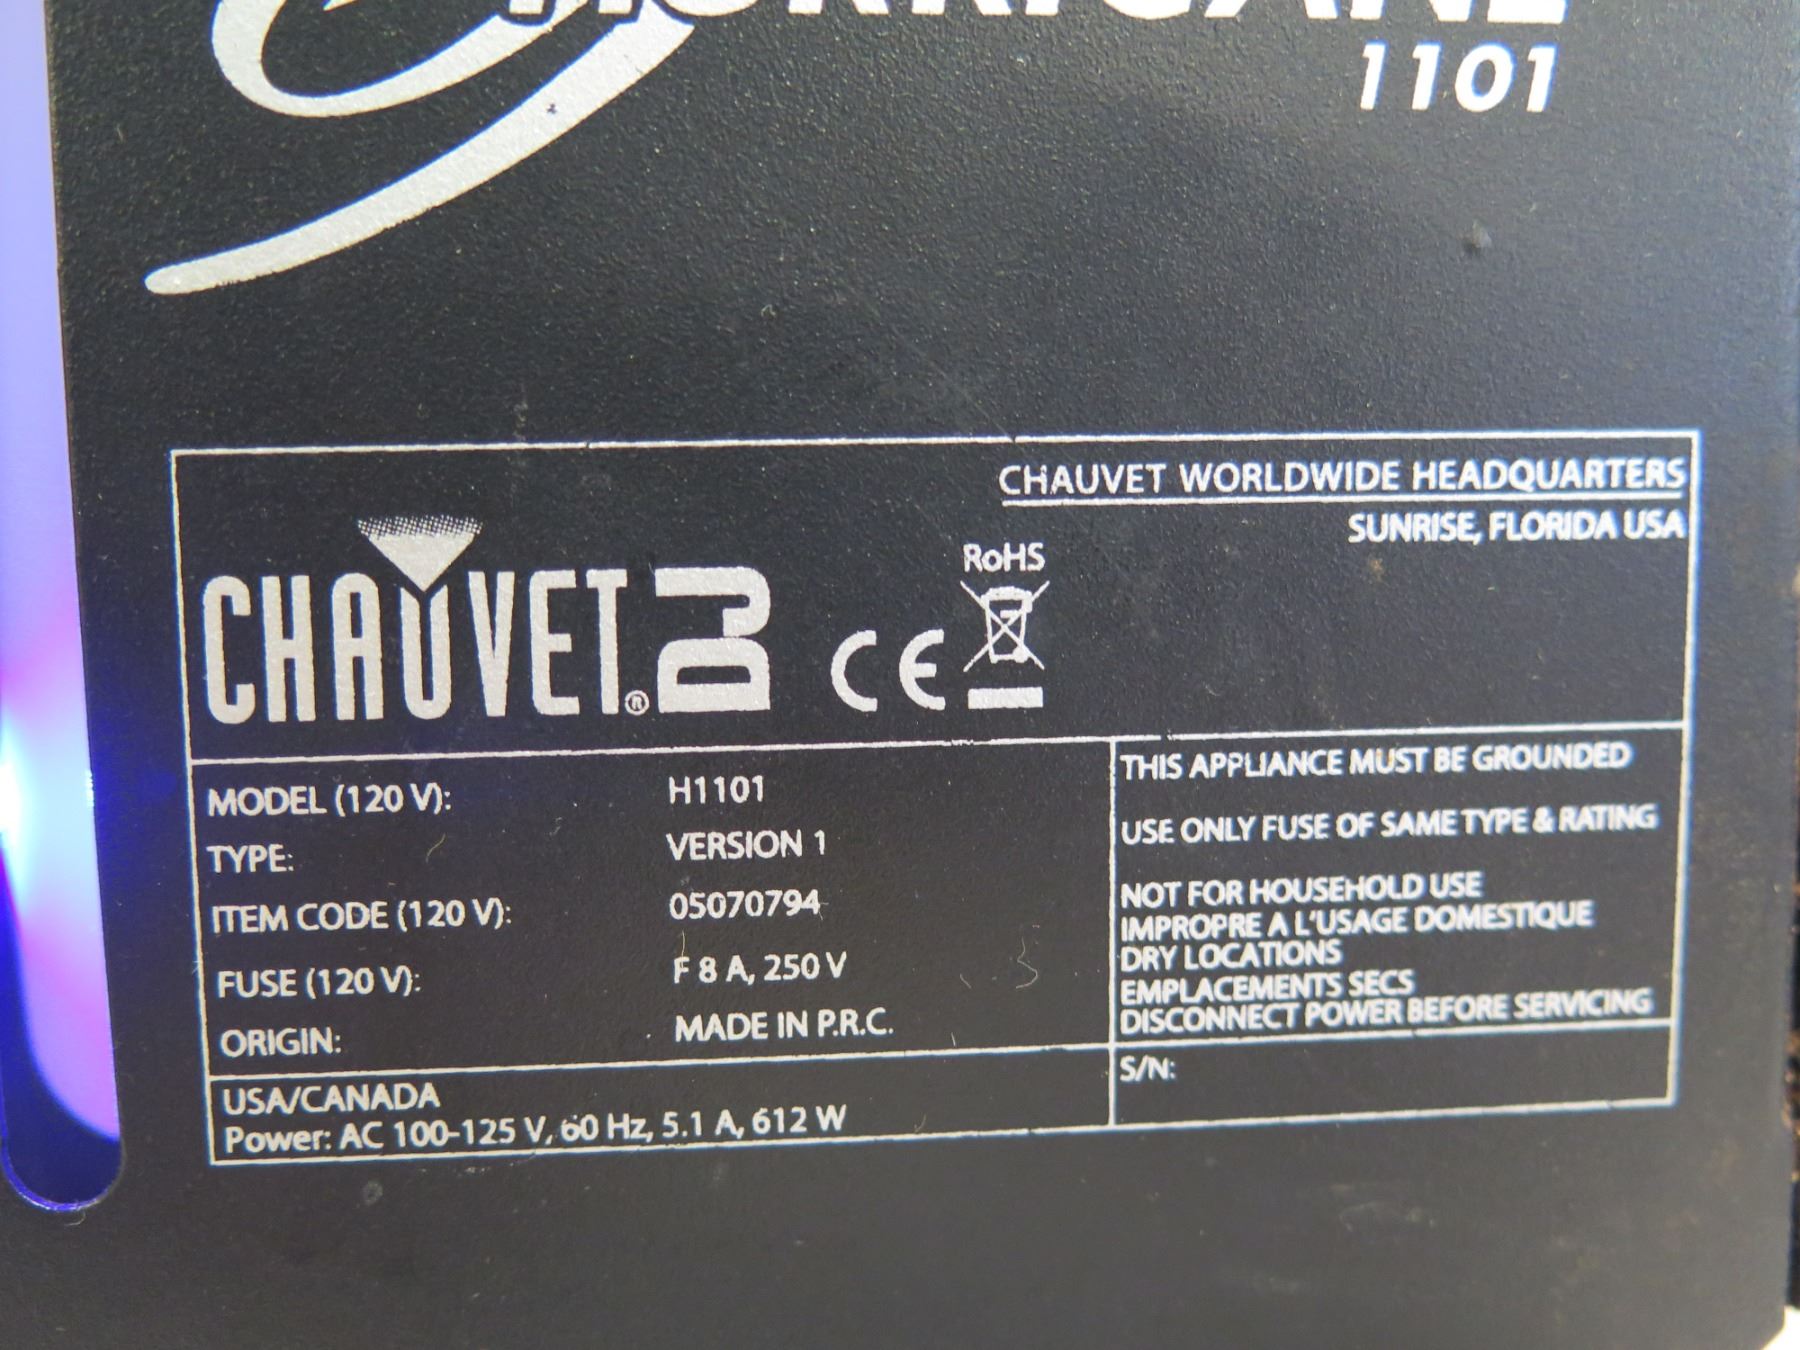 HURRICANE
1101
CHAUVET WORLDWIDE HEADQUARTERS
SUNRISE, FLORIDA USA
CHAUVET® DJ
CE
RoHS
MODEL (120 V): H1101
TYPE: VERSION 1
ITEM CODE (120 V): 05070794
FUSE (120 V): F 8 A, 250 V
ORIGIN: MADE IN P.R.C.
THIS APPLIANCE MUST BE GROUNDED
USE ONLY FUSE OF SAME TYPE & RATING
NOT FOR HOUSEHOLD USE
IMPROPRE A L'USAGE DOMESTIQUE
DRY LOCATIONS
EMPLACEMENTS SECS
DISCONNECT POWER BEFORE SERVICING
USA/CANADA
Power: AC 100-125 V, 60 Hz, 5.1 A, 612 W
S/N: